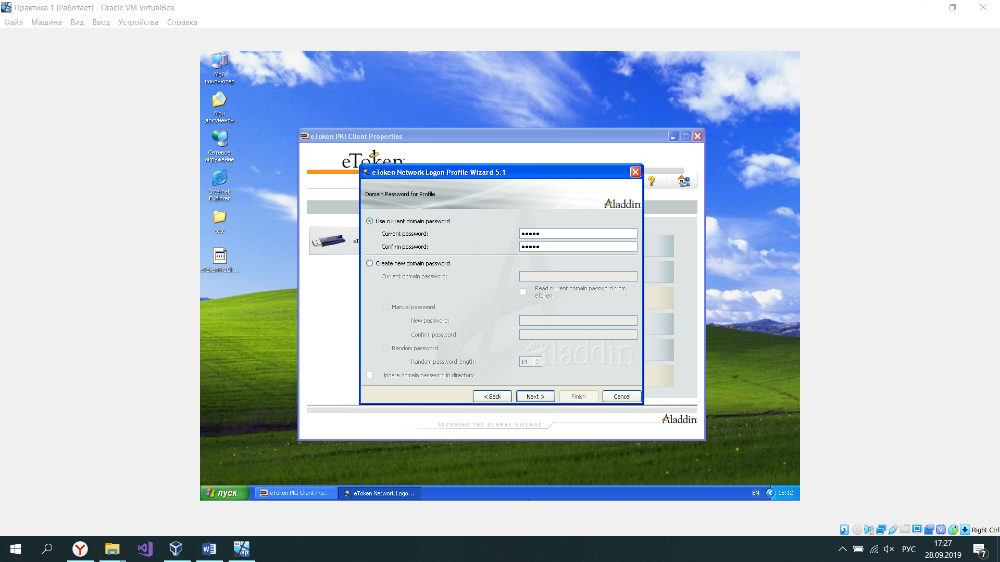 Практика 1 [Работает] - Oracle VM VirtualBox
Файл Машина Вид Ввод Устройства Справка
Мой компьютер
Мои документы
Сетевое окружение
Internet Explorer
сссс
eTokenPKICli...
eToken PKI Client Properties
eToken
eT
eToken Network Logon Profile Wizard 5.1
Domain Password for Profile
Aladdin
Use current domain password
Current password:
Confirm password:
Create new domain password
Current domain password:
Read current domain password from
eToken
Manual password
New password:
Confirm password:
Random password
Random password length: 14
Update domain password in directory
Aladdin
< Back Next > Finish Cancel
Aladdin
SECURING THE GLOBAL VILLAGE
пуск eToken PKI Client Pro... eToken Network Logo... EN 18:12
Right Ctrl
РУС 17:27
28.09.2019
7